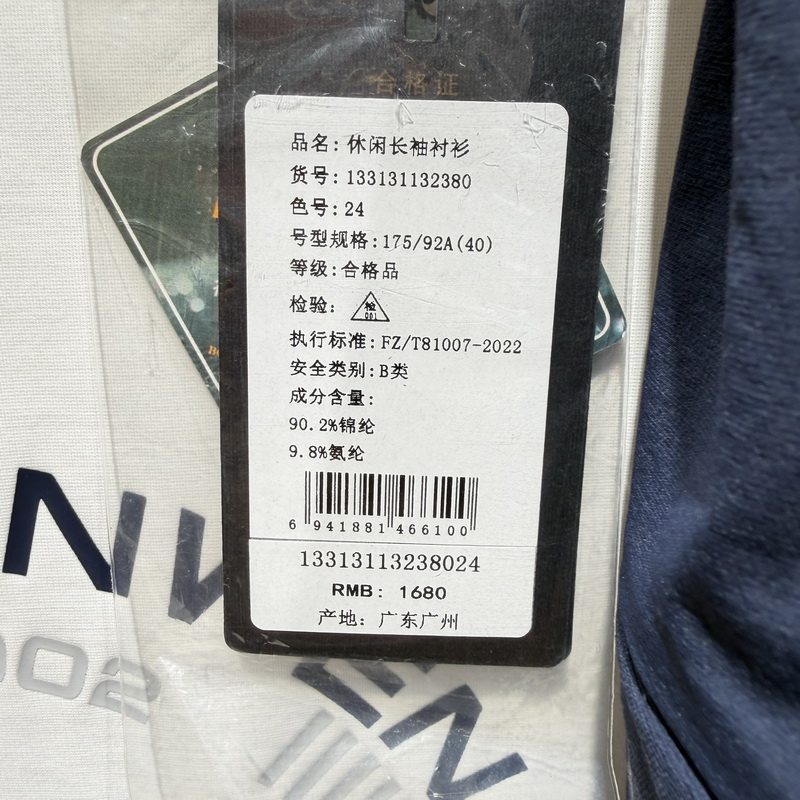 合格证
品名: 休闲长袖衬衫
货号: 133131132380
色号: 24
号型规格: 175/92A(40)
等级: 合格品
检验: 检 001
执行标准: FZ/T81007-2022
安全类别: B类
成分含量:
90.2%锦纶
9.8%氨纶
6 941881 466100
13313113238024
RMB: 1680
产地: 广东广州